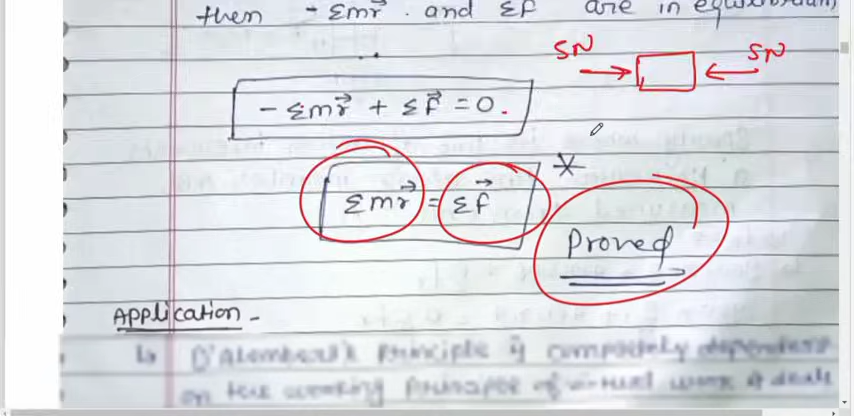 then - Σmr̈⃗ . and ΣF are in equilibrium
5N 5N
- Σmr̈⃗ + ΣF⃗ = 0.
Σmr̈⃗ = ΣF⃗ *
Proved
Application -
↳ D'Alembert's Principle is completely dependent
on the working principle of virtual work & deals